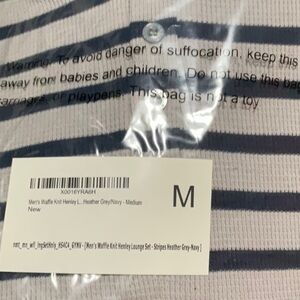 Warning: To avoid danger of suffocation, keep this
away from babies and children. Do not use this bag
carriages, or playpens. This bag is not a toy
X0016YRA6H
Men's Waffle Knit Henley L...Heather Grey/Navy - Medium
New
M
[Men's Waffle Knit Henley Lounge Set - Stripes Heather Grey-Navy ]